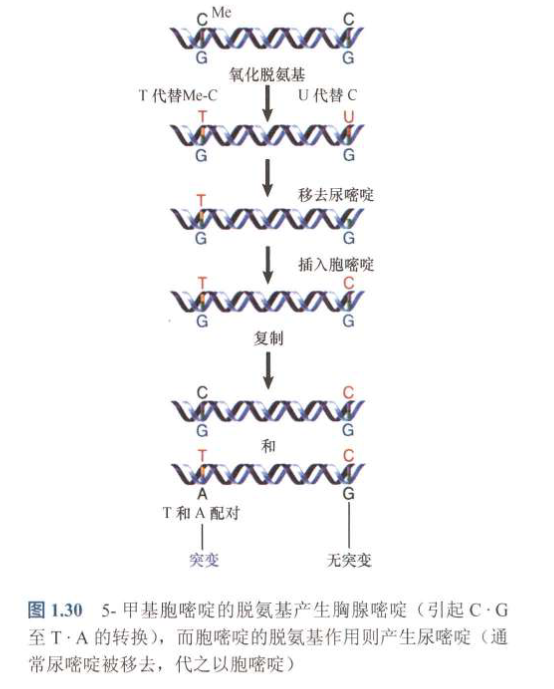 C Me C
G G
氧化脱氨基
T 代替Me-C U 代替 C
T U
G G
移去尿嘧啶
T
G G
插入胞嘧啶
T C
G G
复制
C C
G G
和
T C
A G
T 和 A 配对
突变 无突变
图 1.30 5- 甲基胞嘧啶的脱氨基产生胸腺嘧啶（引起 C · G
至 T · A 的转换），而胞嘧啶的脱氨基作用则产生尿嘧啶（通
常尿嘧啶被移去，代之以胞嘧啶）